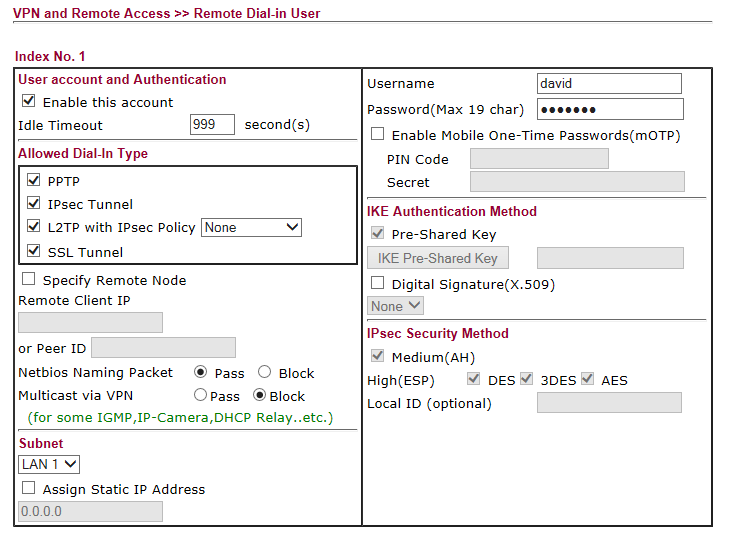 VPN and Remote Access >> Remote Dial-in User
Index No. 1
User account and Authentication
Enable this account
Idle Timeout 999 second(s)
Allowed Dial-In Type
PPTP
IPsec Tunnel
L2TP with IPsec Policy None
SSL Tunnel
Specify Remote Node
Remote Client IP
or Peer ID
Netbios Naming Packet Pass Block
Multicast via VPN Pass Block
(for some IGMP,IP-Camera,DHCP Relay..etc.)
Subnet
LAN 1
Assign Static IP Address
0.0.0.0
Username david
Password(Max 19 char) ●●●●●●●
Enable Mobile One-Time Passwords(mOTP)
PIN Code
Secret
IKE Authentication Method
Pre-Shared Key
IKE Pre-Shared Key
Digital Signature(X.509)
None
IPsec Security Method
Medium(AH)
High(ESP) DES 3DES AES
Local ID (optional)